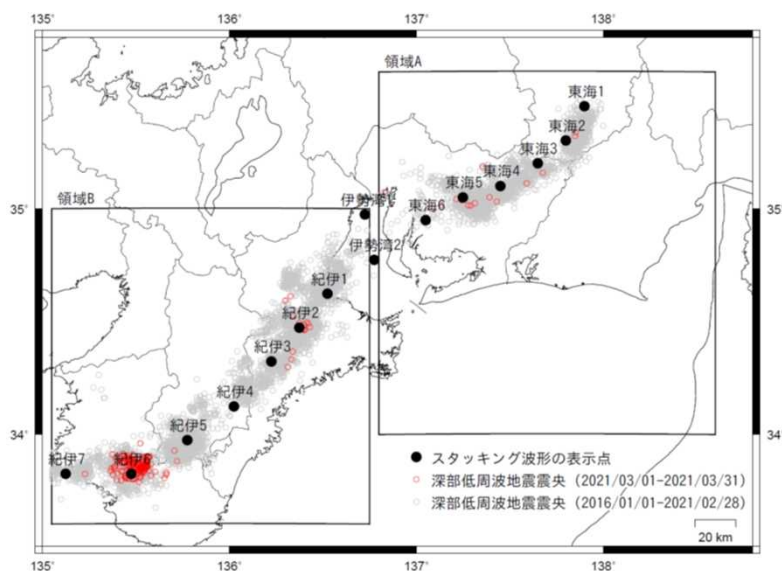 135° 136° 137° 138°
領域A
東海1
東海2
東海3
東海4
東海5
東海6
35° 35°
領域B
伊勢湾
伊勢湾2
紀伊1
紀伊2
紀伊3
紀伊4
紀伊5
紀伊6
紀伊7
34° 34°
スタッキング波形の表示点
深部低周波地震震央 (2021/03/01-2021/03/31)
深部低周波地震震央 (2016/01/01-2021/02/28)
20 km
135° 136° 137° 138°